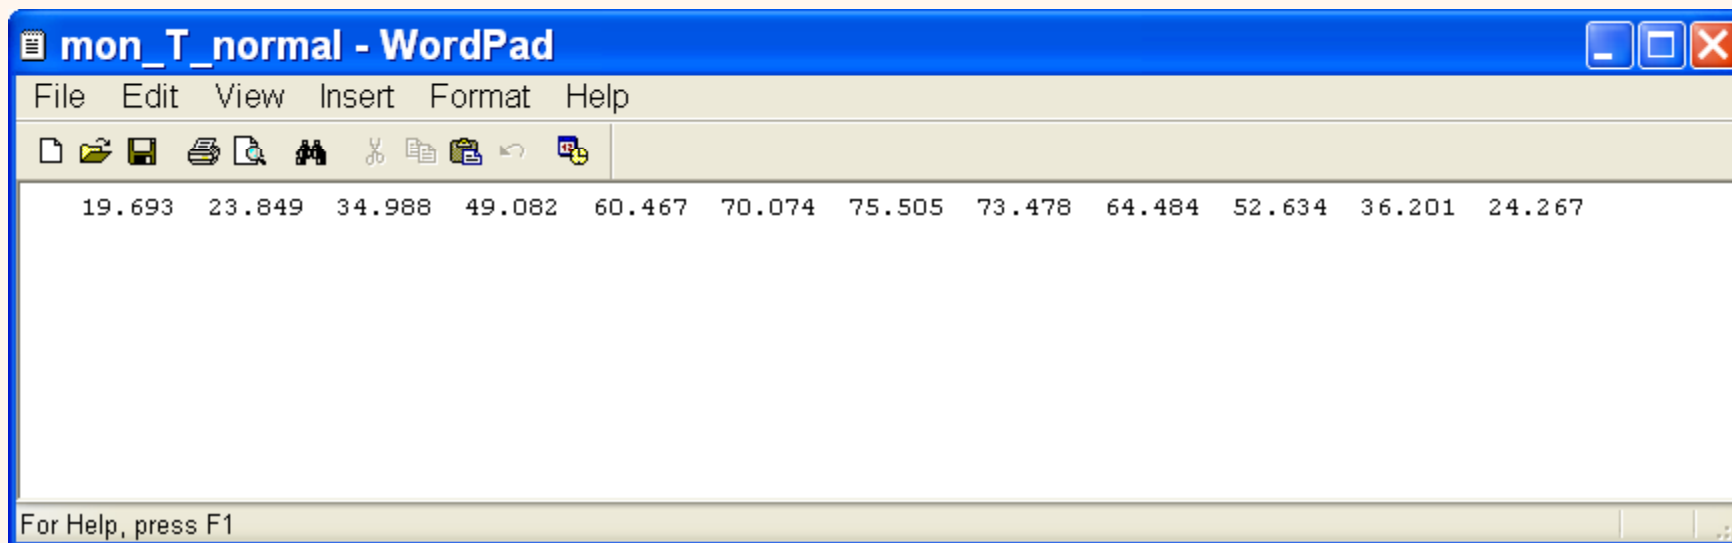 mon_T_normal - WordPad
File Edit View Insert Format Help
19.693 23.849 34.988 49.082 60.467 70.074 75.505 73.478 64.484 52.634 36.201 24.267
For Help, press F1